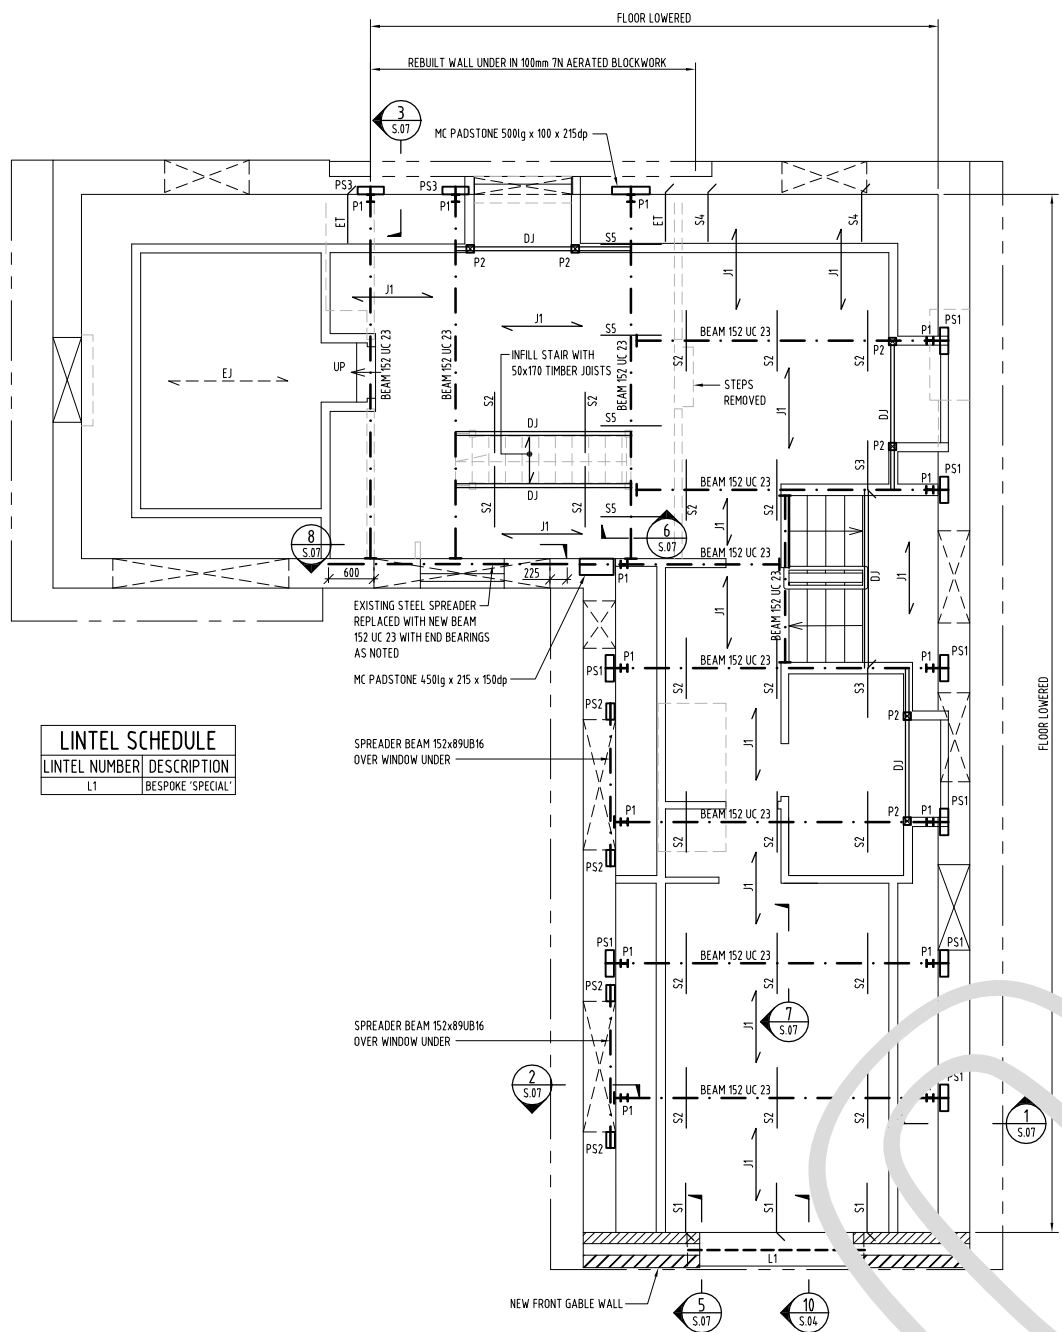 FLOOR LOWERED
REBUILT WALL UNDER IN 100mm 7N AERATED BLOCKWORK
3
S.07
MC PADSTONE 500lg x 100 x 215dp
PS3
PS3
P1
P1
P1
ET
ET
S4
S4
DJ
S5
P2
P2
J1
J1
J1
J1
S5
BEAM 152 UC 23
PS1
P1
P2
S2
S2
S2
BEAM 152 UC 23
BEAM 152 UC 23
BEAM 152 UC 23
INFILL STAIR WITH
50x170 TIMBER JOISTS
UP
EJ
STEPS
REMOVED
J1
DJ
S2
S2
DJ
S5
P2
S3
DJ
BEAM 152 UC 23
P1
PS1
S2
S2
S5
S2
S2
J1
J1
6
S.07
8
S.07
BEAM 152 UC 23
P1
600
225
DJ
J1
J1
BEAM 152 UC 23
EXISTING STEEL SPREADER
REPLACED WITH NEW BEAM
152 UC 23 WITH END BEARINGS
AS NOTED
MC PADSTONE 450lg x 215 x 150dp
PS1
P1
BEAM 152 UC 23
P1
PS1
S2
S2
S3
PS2
P2
FLOOR LOWERED
LINTEL SCHEDULE
LINTEL NUMBER DESCRIPTION
L1 BESPOKE 'SPECIAL'
SPREADER BEAM 152x89UB16
OVER WINDOW UNDER
J1
DJ
PS1
P1
BEAM 152 UC 23
P2
P1
S2
S2
S2
PS2
J1
J1
PS1
P1
BEAM 152 UC 23
P1
PS1
S2
S2
S2
PS2
7
S.07
SPREADER BEAM 152x89UB16
OVER WINDOW UNDER
J1
2
S.07
PS1
BEAM 152 UC 23
P1
P1
S2
S2
S2
1
S.07
PS2
J1
S1
S1
S1
L1
NEW FRONT GABLE WALL
5
S.07
10
S.04